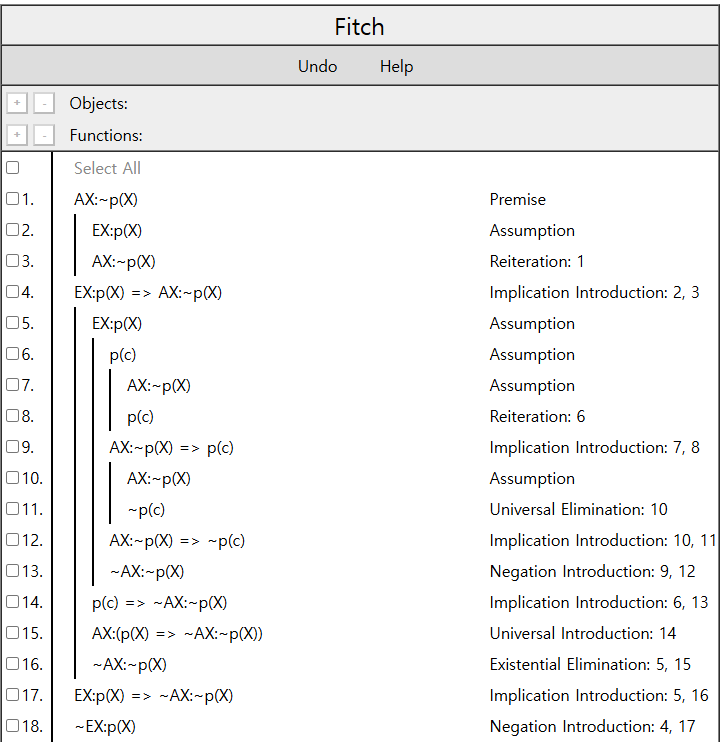 Fitch
Undo Help
+ - Objects:
+ - Functions:
Select All
1. AX:~p(X) Premise
2. EX:p(X) Assumption
3. AX:~p(X) Reiteration: 1
4. EX:p(X) => AX:~p(X) Implication Introduction: 2, 3
5. EX:p(X) Assumption
6. p(c) Assumption
7. AX:~p(X) Assumption
8. p(c) Reiteration: 6
9. AX:~p(X) => p(c) Implication Introduction: 7, 8
10. AX:~p(X) Assumption
11. ~p(c) Universal Elimination: 10
12. AX:~p(X) => ~p(c) Implication Introduction: 10, 11
13. ~AX:~p(X) Negation Introduction: 9, 12
14. p(c) => ~AX:~p(X) Implication Introduction: 6, 13
15. AX:(p(X) => ~AX:~p(X)) Universal Introduction: 14
16. ~AX:~p(X) Existential Elimination: 5, 15
17. EX:p(X) => ~AX:~p(X) Implication Introduction: 5, 16
18. ~EX:p(X) Negation Introduction: 4, 17